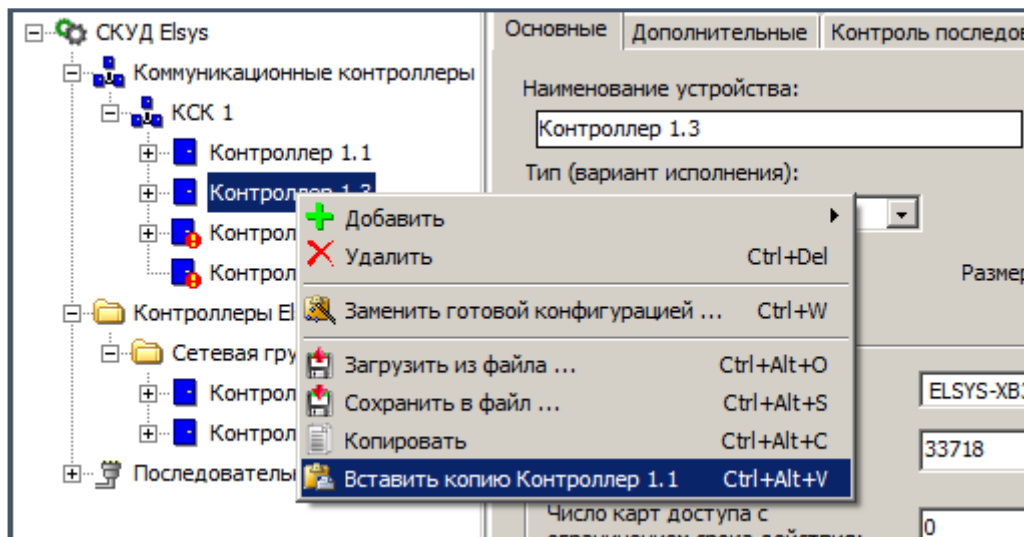 СКУД Elsys
Коммуникационные контроллеры
КСК 1
Контроллер 1.1
Контроллер 1.3
Контрол
Контрол
Контроллеры El
Сетевая гру
Контрол
Контрол
Последователь
Основные Дополнительные Контроль последов
Наименование устройства:
Контроллер 1.3
Тип (вариант исполнения):
Размер
ELSYS-XB
33718
Число карт доступа с
0
Добавить
Удалить Ctrl+Del
Заменить готовой конфигурацией ... Ctrl+W
Загрузить из файла ... Ctrl+Alt+O
Сохранить в файл ... Ctrl+Alt+S
Копировать Ctrl+Alt+C
Вставить копию Контроллер 1.1 Ctrl+Alt+V